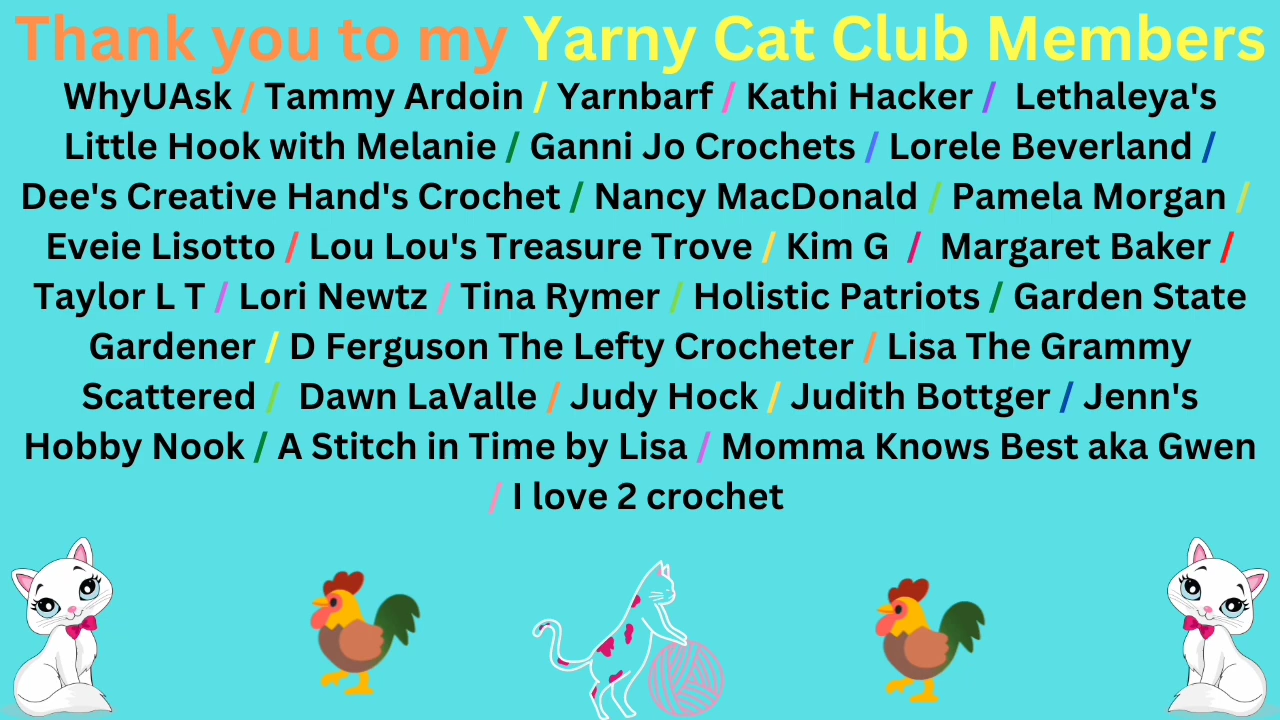 Thank you to my Yarny Cat Club Members
WhyUAsk / Tammy Ardoin / Yarnbarf / Kathi Hacker / Lethaleya's
Little Hook with Melanie / Ganni Jo Crochets / Lorele Beverland /
Dee's Creative Hand's Crochet / Nancy MacDonald / Pamela Morgan /
Eveie Lisotto / Lou Lou's Treasure Trove / Kim G / Margaret Baker /
Taylor L T / Lori Newtz / Tina Rymer / Holistic Patriots / Garden State
Gardener / D Ferguson The Lefty Crocheter / Lisa The Grammy
Scattered / Dawn LaValle / Judy Hock / Judith Bottger / Jenn's
Hobby Nook / A Stitch in Time by Lisa / Momma Knows Best aka Gwen
/ I love 2 crochet